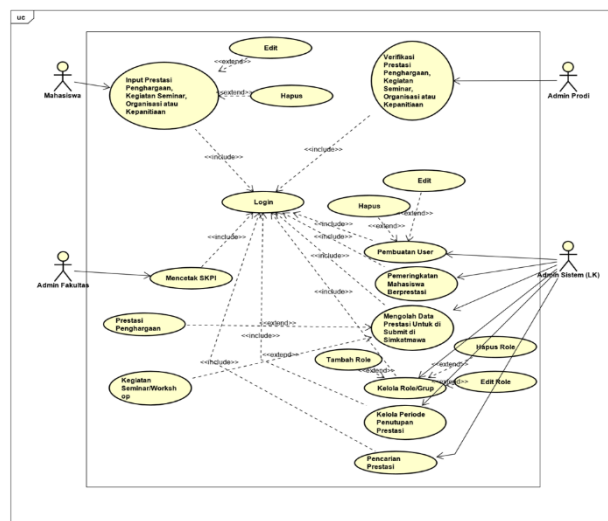 uc
Edit
<<extend>>
Mahasiswa
Input Prestasi
Penghargaan,
Kegiatan
Seminar,
Organisasi atau
Kepanitiaan
<<extend>>
Hapus
Verifikasi
Prestasi
Penghargaan,
Kegiatan
Seminar,
Organisasi atau
Kepanitiaan
Admin Prodi
<<include>>
<<include>>
Edit
Login
Hapus
<<extend>>
<<extend>>
<<include>>
<<include>>
<<include>>
Pembuatan User
Admin Fakultas
Mencetak SKPI
Pemeringkatan
Mahasiswa
Berprestasi
Admin Sistem (LK)
<<include>>
Prestasi
Penghargaan
Mengolah Data
Prestasi Untuk di
Submit di
Simkatmawa
<<include>>
<<extend>>
Tambah Role
<<extend>>
Hapus Role
<<extend>>
<<extend>>
Kegiatan
Seminar/Worksh
op
Kelola Role/Grup
Edit Role
Kelola Periode
Penutupan
Prestasi
Pencarian
Prestasi